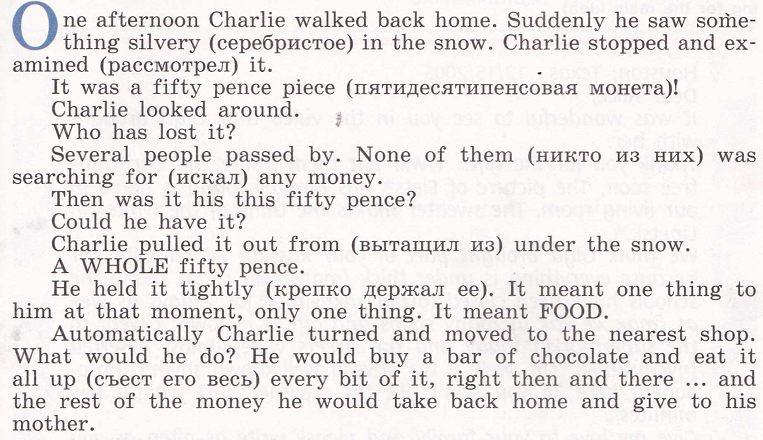 One afternoon Charlie walked back home. Suddenly he saw some-
thing silvery (серебристое) in the snow. Charlie stopped and ex-
amined (рассмотрел) it.
It was a fifty pence piece (пятидесятипенсовая монета)!
Charlie looked around.
Who has lost it?
Several people passed by. None of them (никто из них) was
searching for (искал) any money.
Then was it his this fifty pence?
Could he have it?
Charlie pulled it out from (вытащил из) under the snow.
A WHOLE fifty pence.
He held it tightly (крепко держал ее). It meant one thing to
him at that moment, only one thing. It meant FOOD.
Automatically Charlie turned and moved to the nearest shop.
What would he do? He would buy a bar of chocolate and eat it
all up (съест его весь) every bit of it, right then and there ... and
the rest of the money he would take back home and give to his
mother.